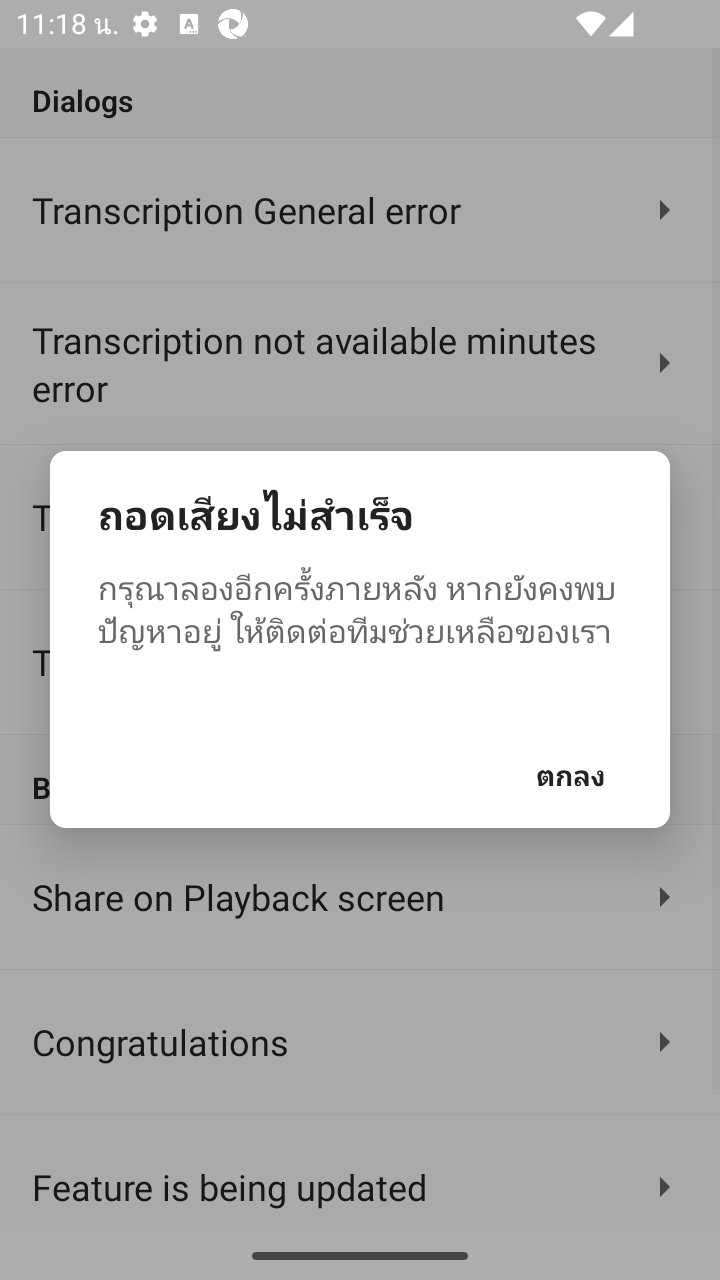 11:18 น.
Dialogs
Transcription General error
Transcription not available minutes
error
T
ถอดเสียงไม่สำเร็จ
กรุณาลองอีกครั้งภายหลัง หากยังคงพบ
ปัญหาอยู่ ให้ติดต่อทีมช่วยเหลือของเรา
T
ตกลง
B
Share on Playback screen
Congratulations
Feature is being updated